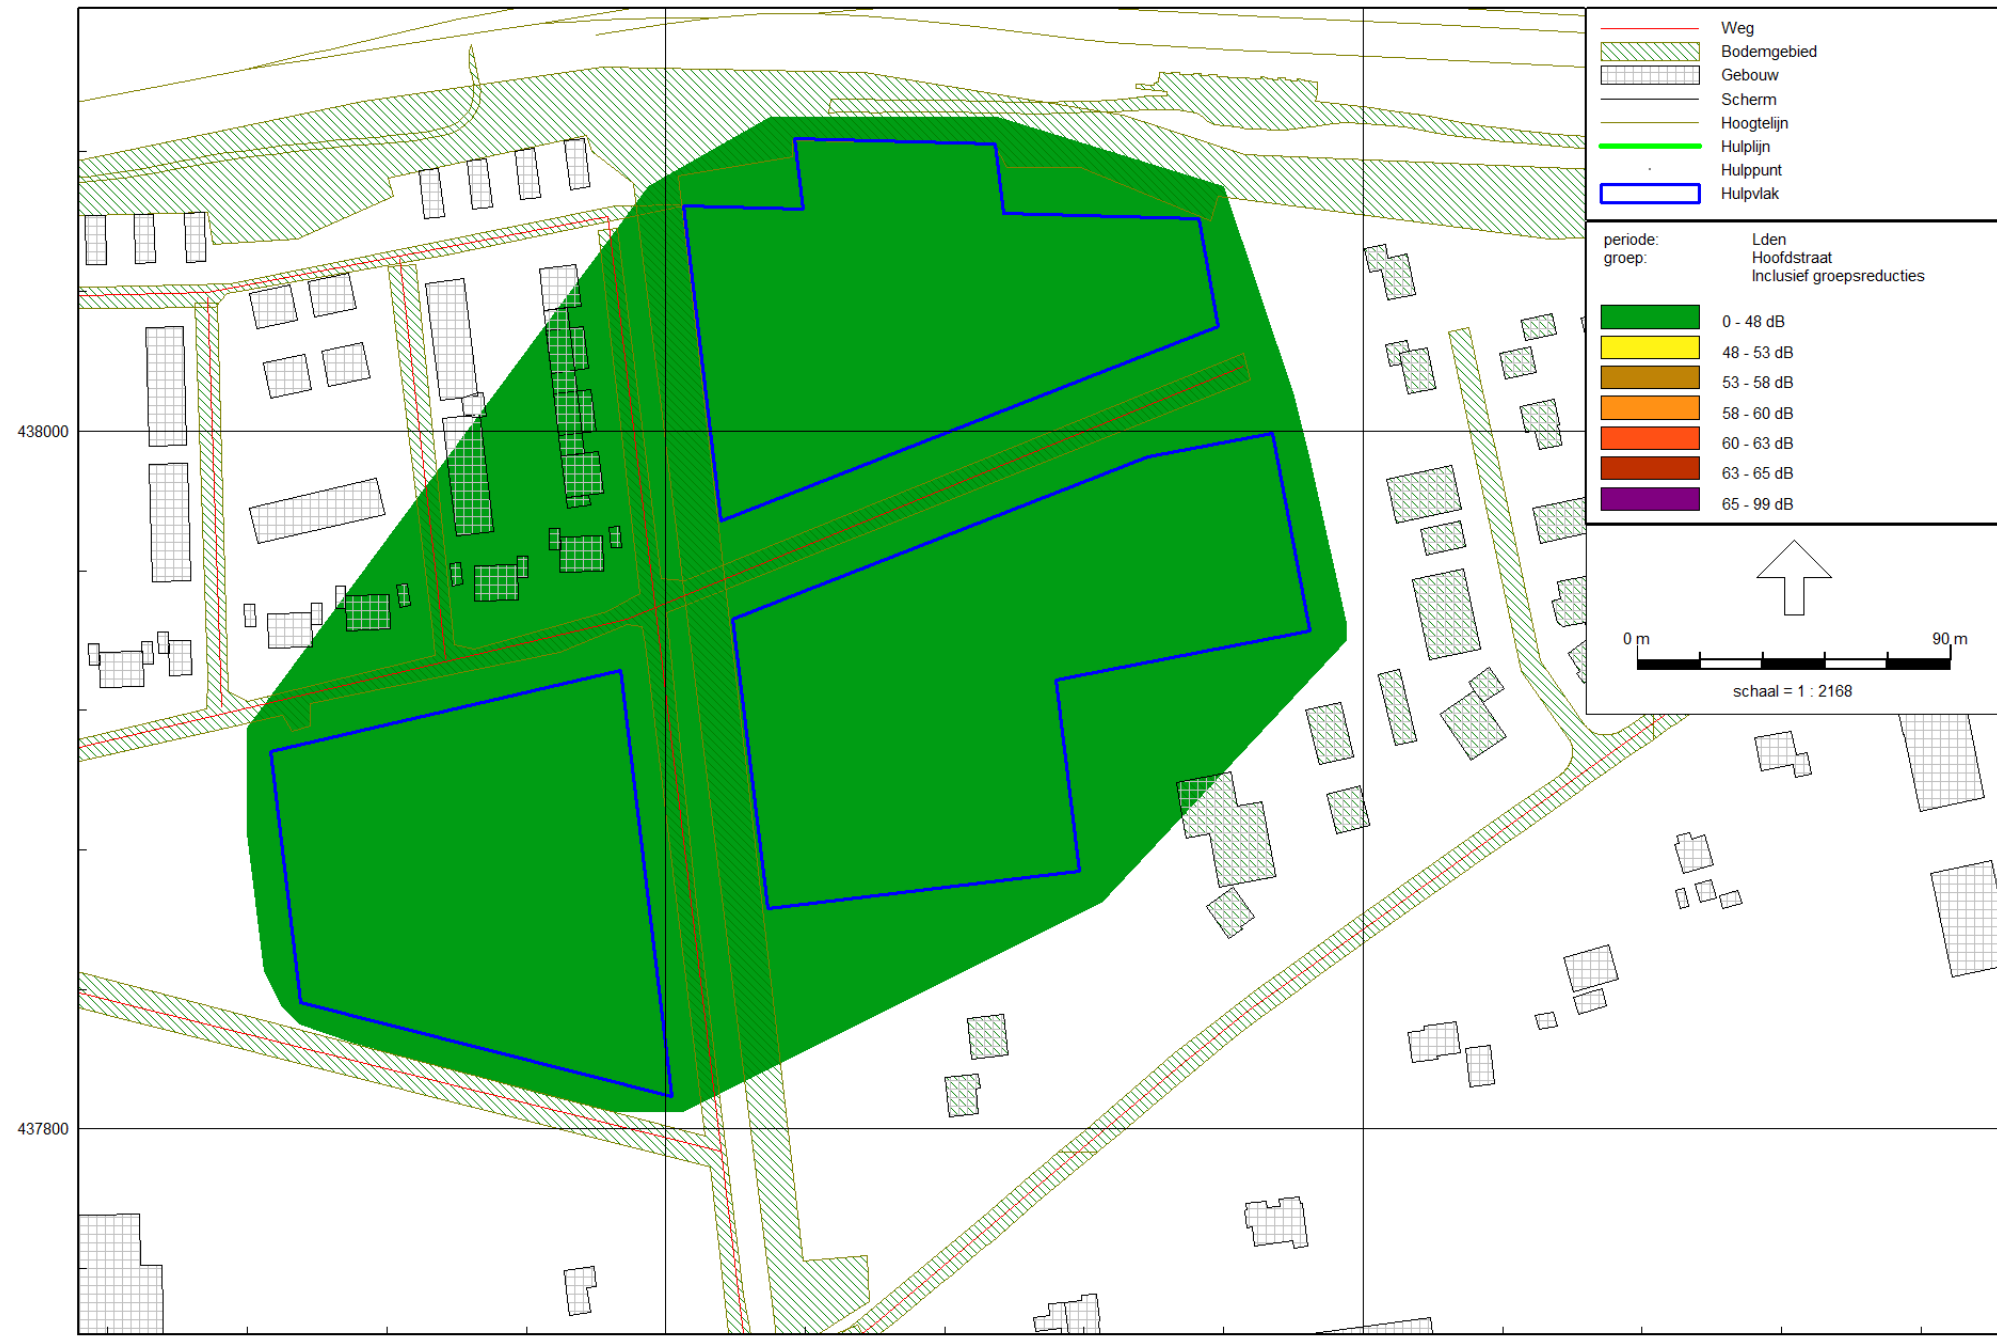 Weg
Bodemgebied
Gebouw
Scherm
Hoogtelijn
Hulplijn
Hulppunt
Hulpvlak
periode: Lden
groep: Hoofdstraat
Inclusief groepsreducties
0 - 48 dB
48 - 53 dB
53 - 58 dB
58 - 60 dB
60 - 63 dB
63 - 65 dB
65 - 99 dB
0 m 90 m
schaal = 1 : 2168
438000
437800